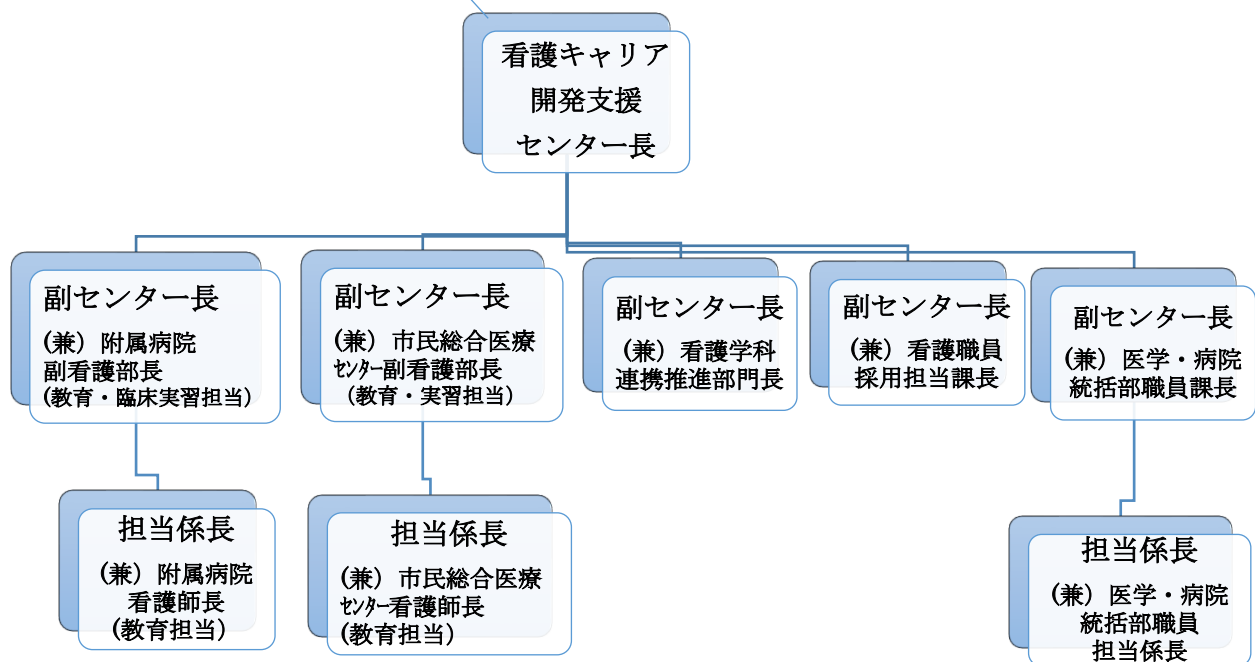 看護キャリア
開発支援
センター長
副センター長
(兼) 附属病院
副看護部長
(教育・臨床実習担当)
副センター長
(兼) 市民総合医療
ｾﾝﾀｰ副看護部長
(教育・実習担当)
副センター長
(兼) 看護学科
連携推進部門長
副センター長
(兼) 看護職員
採用担当課長
副センター長
(兼) 医学・病院
統括部職員課長
担当係長
(兼) 附属病院
看護師長
(教育担当)
担当係長
(兼) 市民総合医療
ｾﾝﾀｰ看護師長
(教育担当)
担当係長
(兼) 医学・病院
統括部職員
担当係長